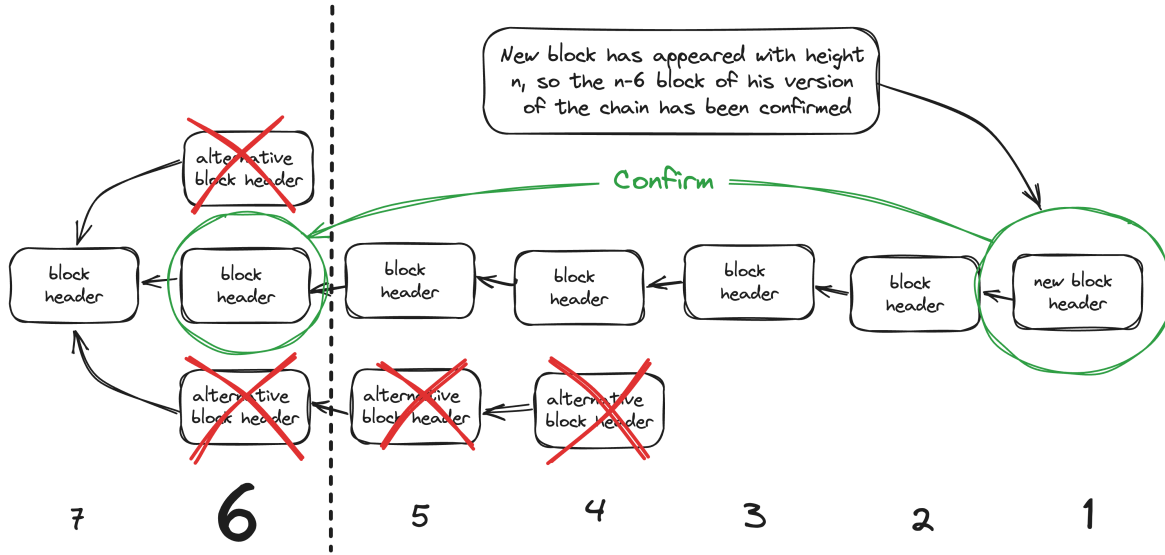 New block has appeared with height
n, so the n-6 block of his version
of the chain has been confirmed
alternative
block header
Confirm
block
header
block
header
block
header
block
header
block
header
block
header
new block
header
alternative
block header
alternative
block header
alternative
block header
7
6
5
4
3
2
1